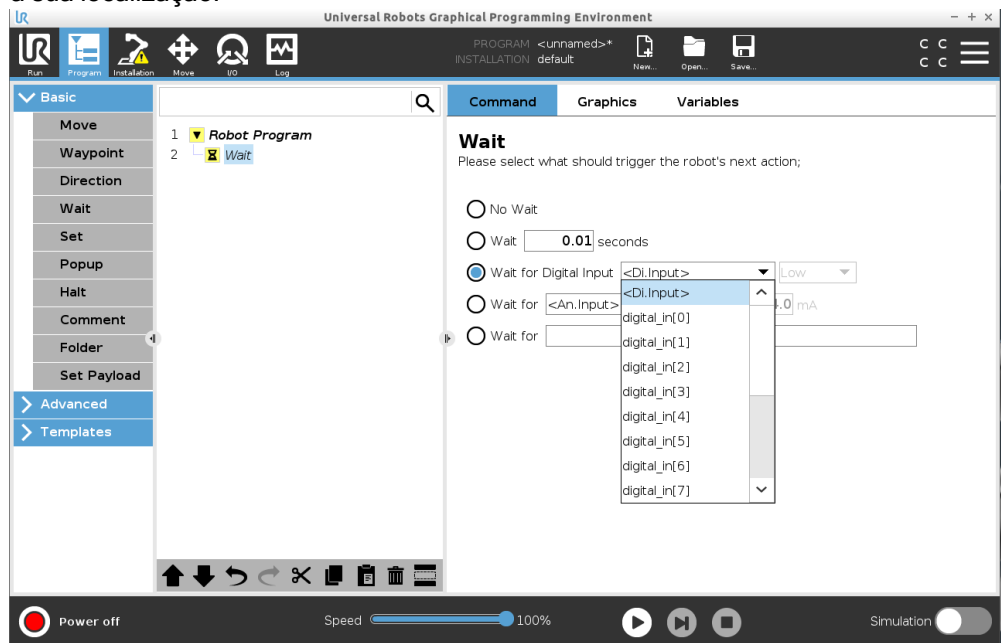 a sua localização.
Universal Robots Graphical Programming Environment
Run
Program
Installation
Move
I/O
Log
PROGRAM <unnamed>*
INSTALLATION default
New...
Open...
Save...
C C
C C
Basic
Move
Waypoint
Direction
Wait
Set
Popup
Halt
Comment
Folder
Set Payload
Advanced
Templates
1 Robot Program
2 Wait
Command Graphics Variables
Wait
Please select what should trigger the robot's next action;
No Wait
Wait 0.01 seconds
Wait for Digital Input <Di.Input> Low
Wait for <An.Input> .0 mA
Wait for
<Di.Input>
digital_in[0]
digital_in[1]
digital_in[2]
digital_in[3]
digital_in[4]
digital_in[5]
digital_in[6]
digital_in[7]
Power off
Speed 100%
Simulation